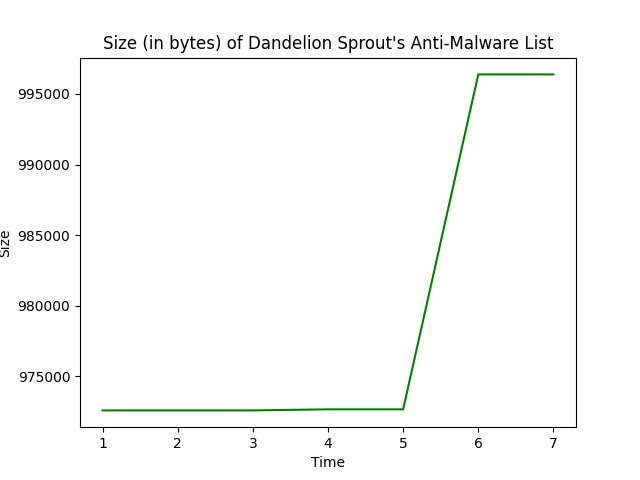 Size (in bytes) of Dandelion Sprout's Anti-Malware List
995000
990000
985000
980000
975000
Size
1 2 3 4 5 6 7
Time